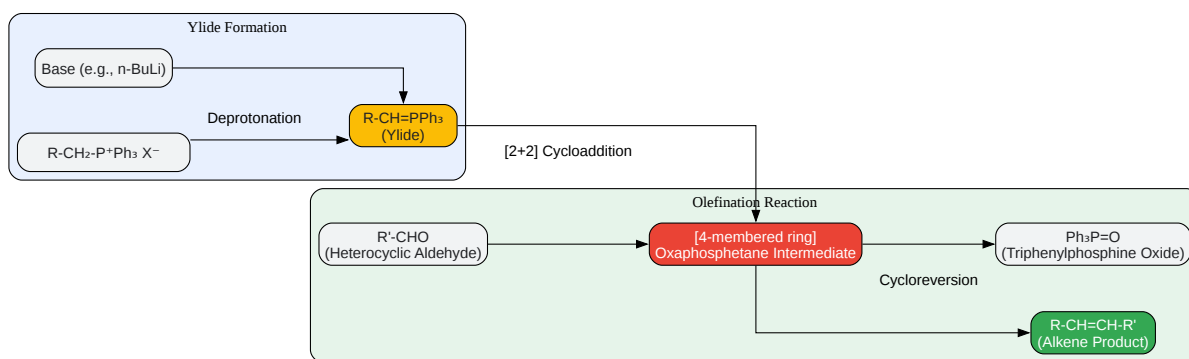 Ylide Formation
Base (e.g., n-BuLi)
Deprotonation
R-CH₂-P⁺Ph₃ X⁻
R-CH=PPh₃
(Ylide)
[2+2] Cycloaddition
Olefination Reaction
R'-CHO
(Heterocyclic Aldehyde)
[4-membered ring]
Oxaphosphetane Intermediate
Ph₃P=O
(Triphenylphosphine Oxide)
Cycloreversion
R-CH=CH-R'
(Alkene Product)